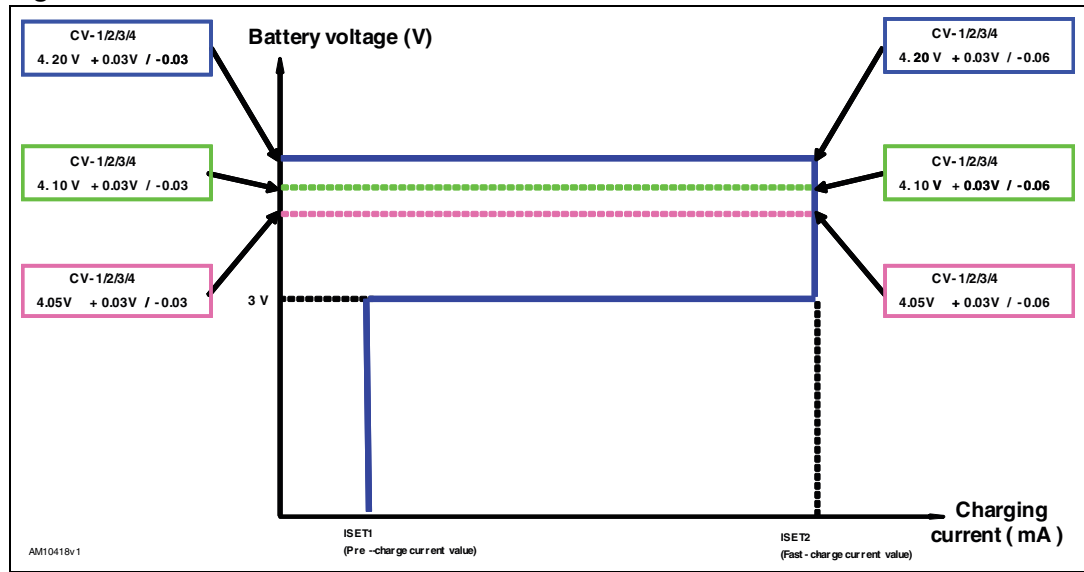 CV-1/2/3/4
4. 20 V + 0.03V / -0.03
Battery voltage (V)
CV-1/2/3/4
4. 20 V + 0.03V / -0.06
CV-1/2/3/4
4. 10 V + 0.03V / -0.03
CV-1/2/3/4
4. 10 V + 0.03V / -0.06
CV-1/2/3/4
4.05V + 0.03V / -0.03
3 V
CV-1/2/3/4
4.05V + 0.03V / -0.06
ISET1
(Pre --charge current value)
ISET2
(Fast - charge current value)
Charging
current ( mA )
AM10418v1